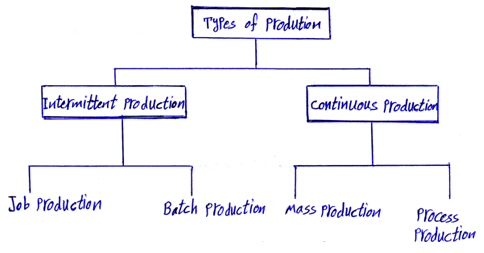 Types of Prodution
Intermittent Production
Continuous Production
Job Production
Batch Production
Mass Production
Process
Production